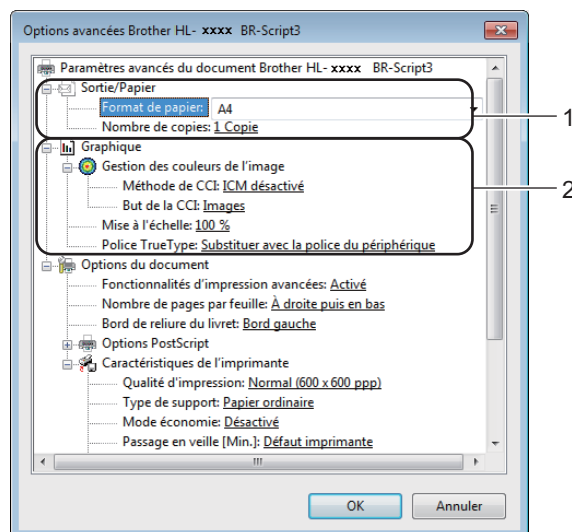 Options avancées Brother HL- xxxx BR-Script3
Paramètres avancés du document Brother HL- xxxx BR-Script3
Sortie/Papier
Format de papier: A4
Nombre de copies: 1 Copie
1
Graphique
Gestion des couleurs de l'image
Méthode de CCI: ICM désactivé
2
But de la CCI: Images
Mise à l'échelle: 100 %
Police TrueType: Substituer avec la police du périphérique
Options du document
Fonctionnalités d'impression avancées: Activé
Nombre de pages par feuille: À droite puis en bas
Bord de reliure du livret: Bord gauche
Options PostScript
Caractéristiques de l'imprimante
Qualité d'impression: Normal (600 x 600 ppp)
Type de support: Papier ordinaire
Mode économie: Désactivé
Passage en veille [Min.]: Défaut imprimante
OK Annuler